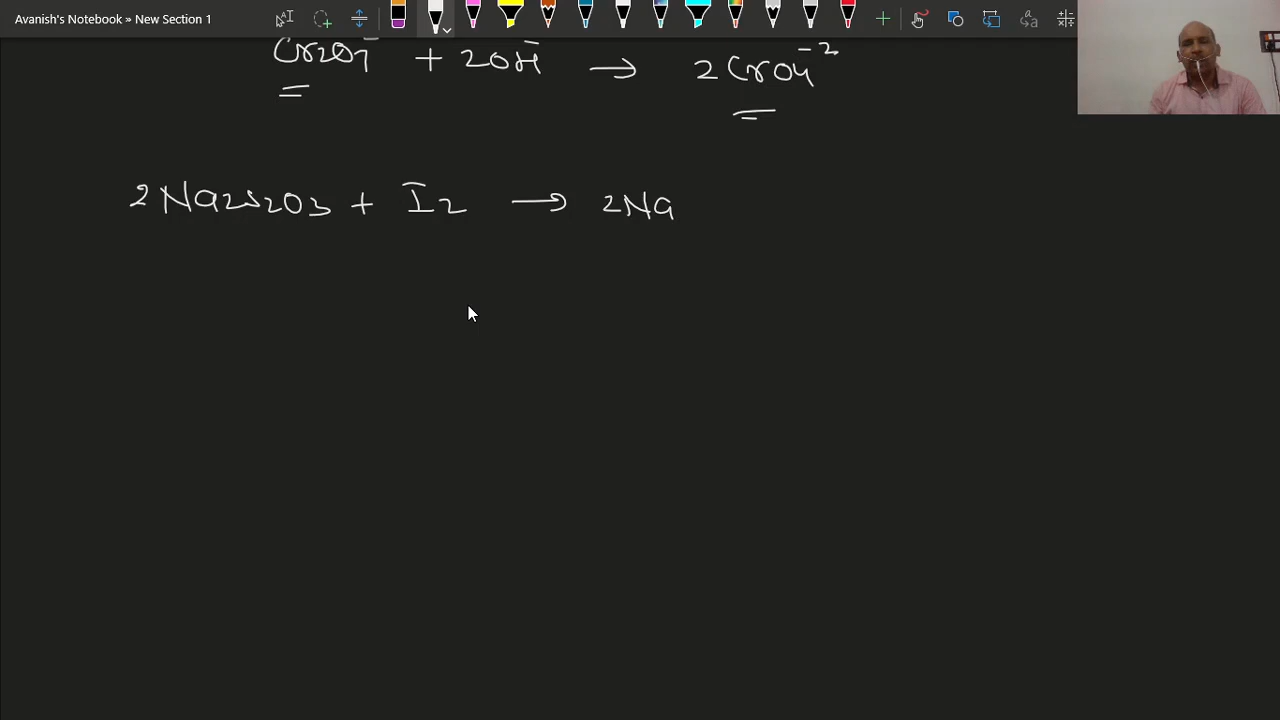 Avanish's Notebook » New Section 1
Cr2O7⁻ + 2OH⁻ → 2CrO4⁻²
2Na2S2O3 + I2 → 2Na